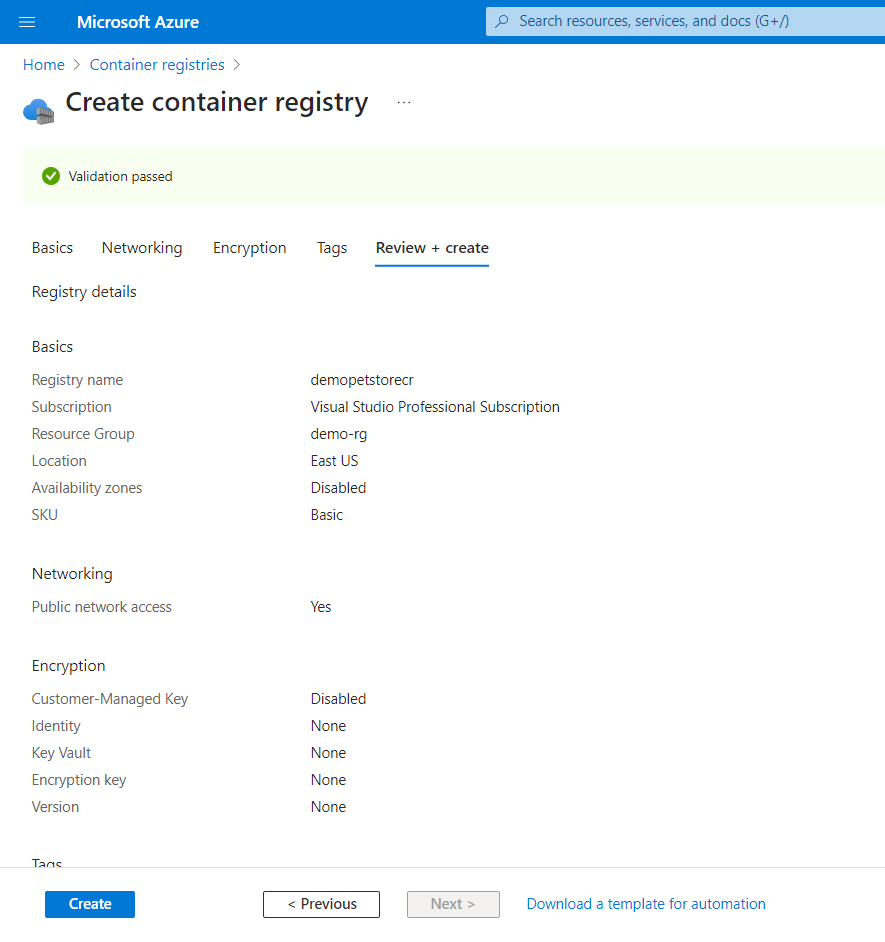 Microsoft Azure
Search resources, services, and docs (G+/)
Home > Container registries >
Create container registry ...
Validation passed
Basics Networking Encryption Tags Review + create
Registry details
Basics
Registry name demopetstorecr
Subscription Visual Studio Professional Subscription
Resource Group demo-rg
Location East US
Availability zones Disabled
SKU Basic
Networking
Public network access Yes
Encryption
Customer-Managed Key Disabled
Identity None
Key Vault None
Encryption key None
Version None
Tags
Create < Previous Next > Download a template for automation